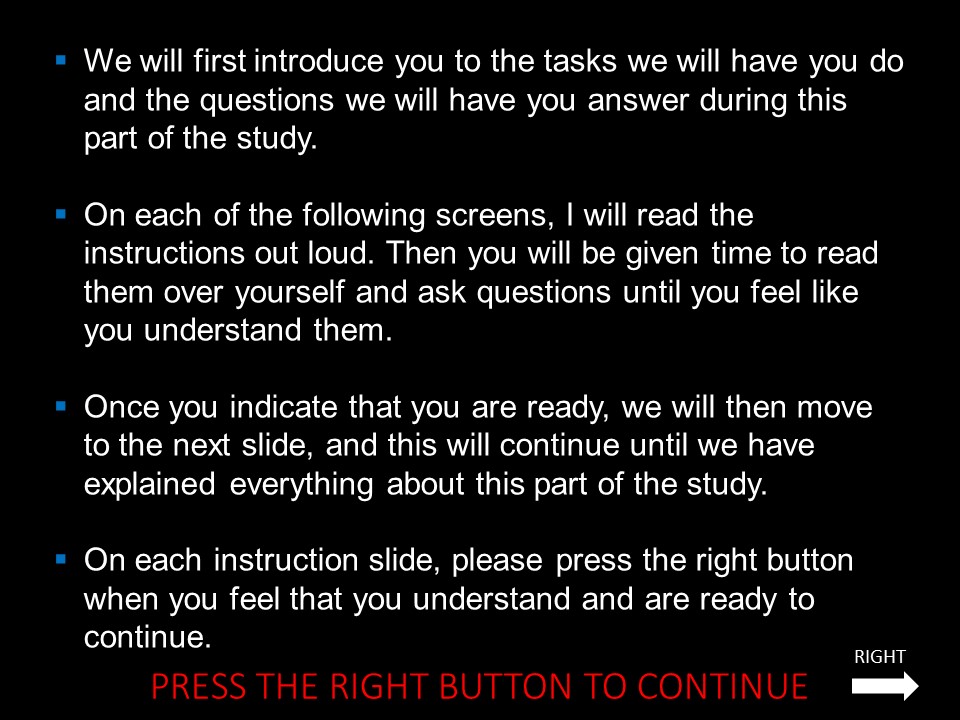 We will first introduce you to the tasks we will have you do
and the questions we will have you answer during this
part of the study.
On each of the following screens, I will read the
instructions out loud. Then you will be given time to read
them over yourself and ask questions until you feel like
you understand them.
Once you indicate that you are ready, we will then move
to the next slide, and this will continue until we have
explained everything about this part of the study.
On each instruction slide, please press the right button
when you feel that you understand and are ready to
continue.
RIGHT
PRESS THE RIGHT BUTTON TO CONTINUE